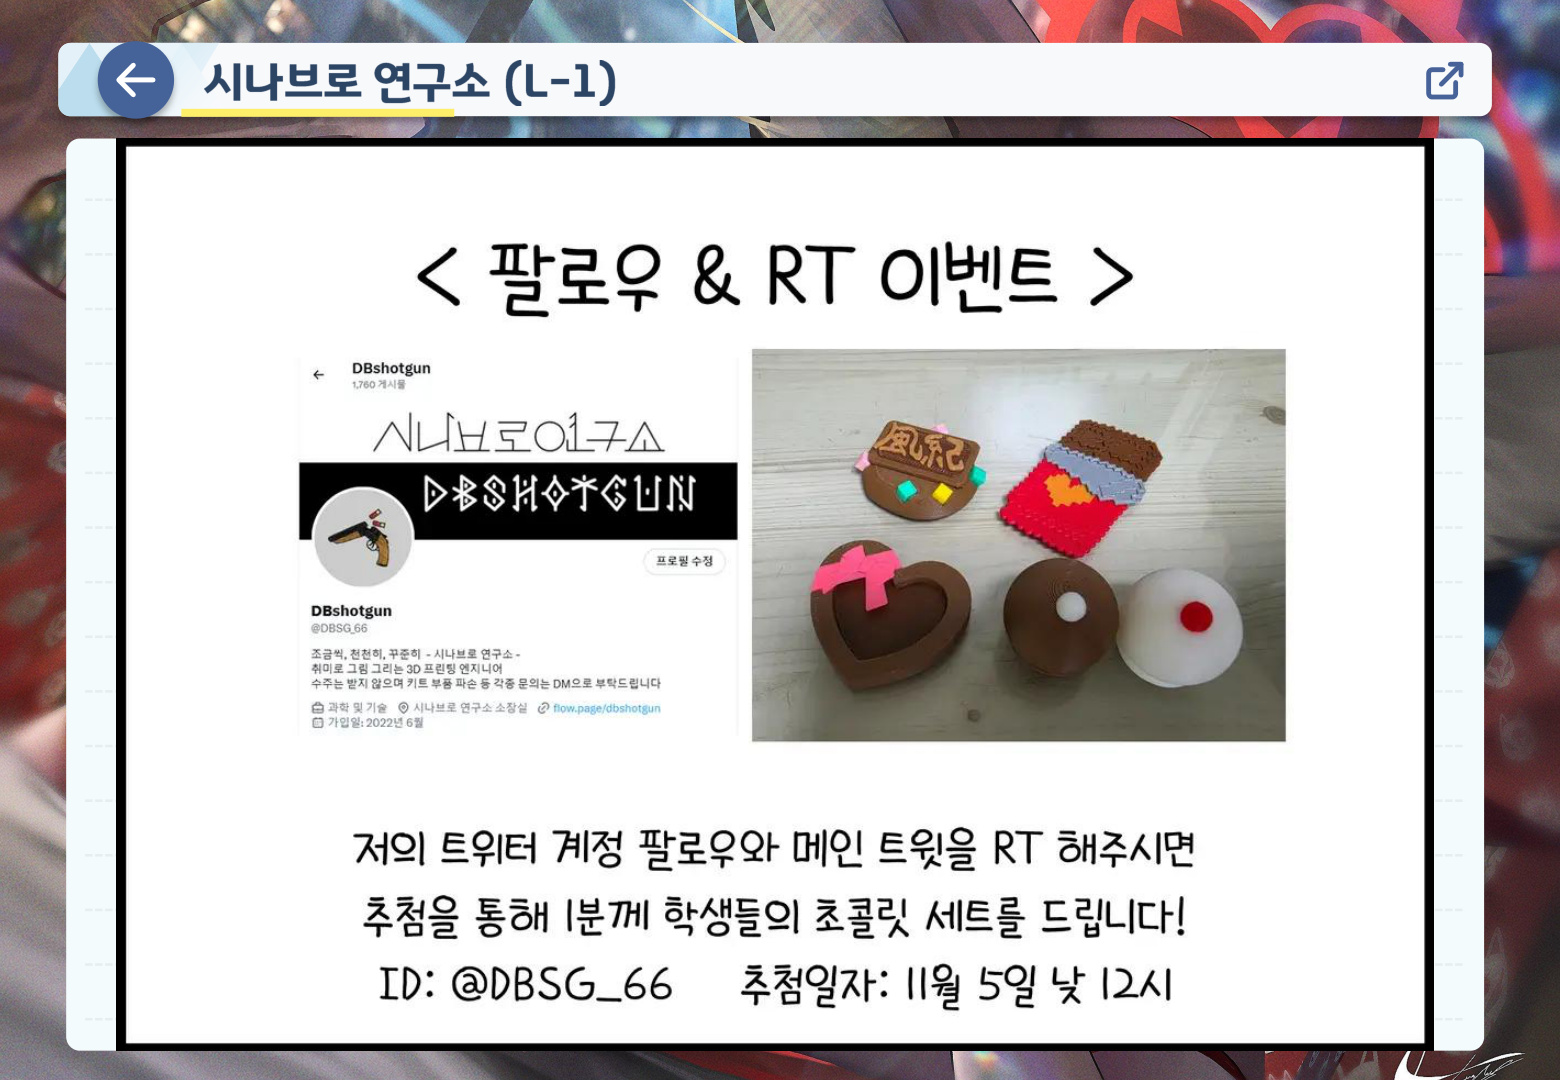 시나브로 연구소 (L-1)
< 팔로우 & RT 이벤트 >
DBshotgun
1,760 게시물
시나브로연구소
DBSHOTGUN
프로필 수정
DBshotgun
@DBSG_66
조금씩, 천천히, 꾸준히 - 시나브로 연구소 -
취미로 그림 그리는 3D 프린팅 엔지니어
수주는 받지 않으며 키트 부품 파손 등 각종 문의는 DM으로 부탁드립니다
과학 및 기술 시나브로 연구소 소장실 flow.page/dbshotgun
가입일: 2022년 6월
風紀
저의 트위터 계정 팔로우와 메인 트윗을 RT 해주시면
추첨을 통해 1분께 학생들의 초콜릿 세트를 드립니다!
ID: @DBSG_66 추첨일자: 11월 5일 낮 12시